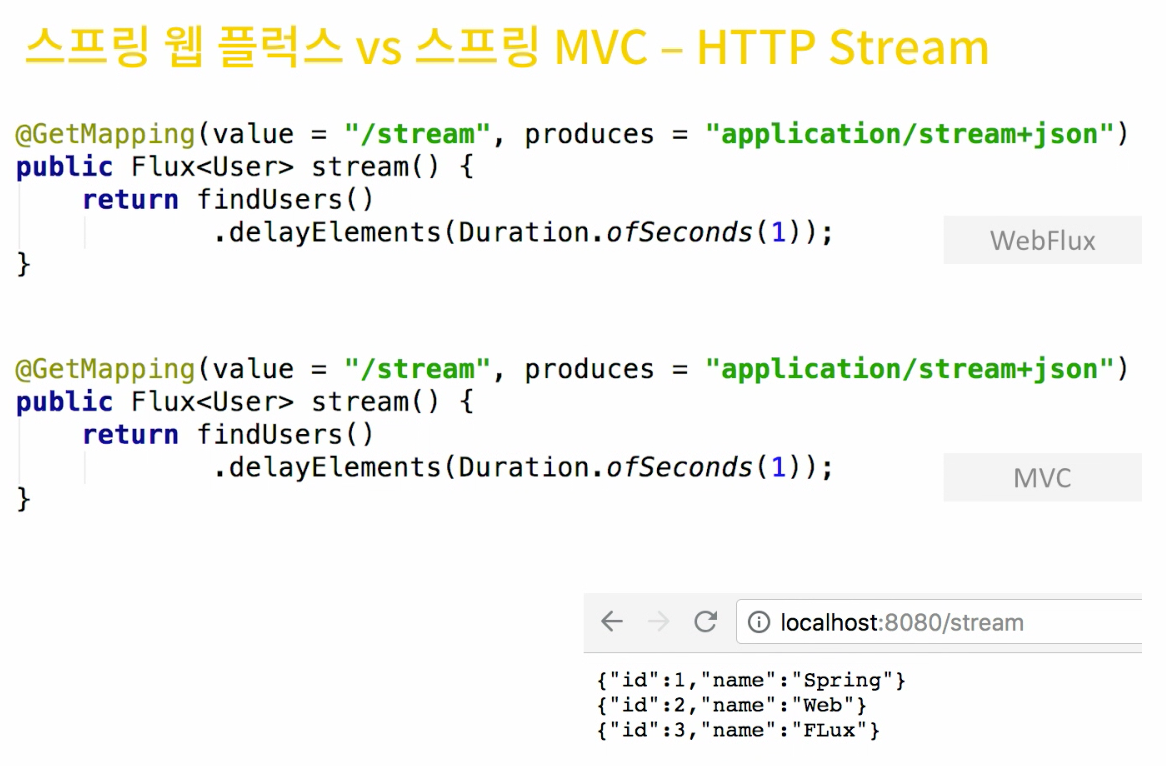 스프링 웹 플럭스 vs 스프링 MVC – HTTP Stream
@GetMapping(value = "/stream", produces = "application/stream+json")
public Flux<User> stream() {
    return findUsers()
            .delayElements(Duration.ofSeconds(1));
}
WebFlux
@GetMapping(value = "/stream", produces = "application/stream+json")
public Flux<User> stream() {
    return findUsers()
            .delayElements(Duration.ofSeconds(1));
}
MVC
localhost:8080/stream
{"id":1,"name":"Spring"}
{"id":2,"name":"Web"}
{"id":3,"name":"FLux"}